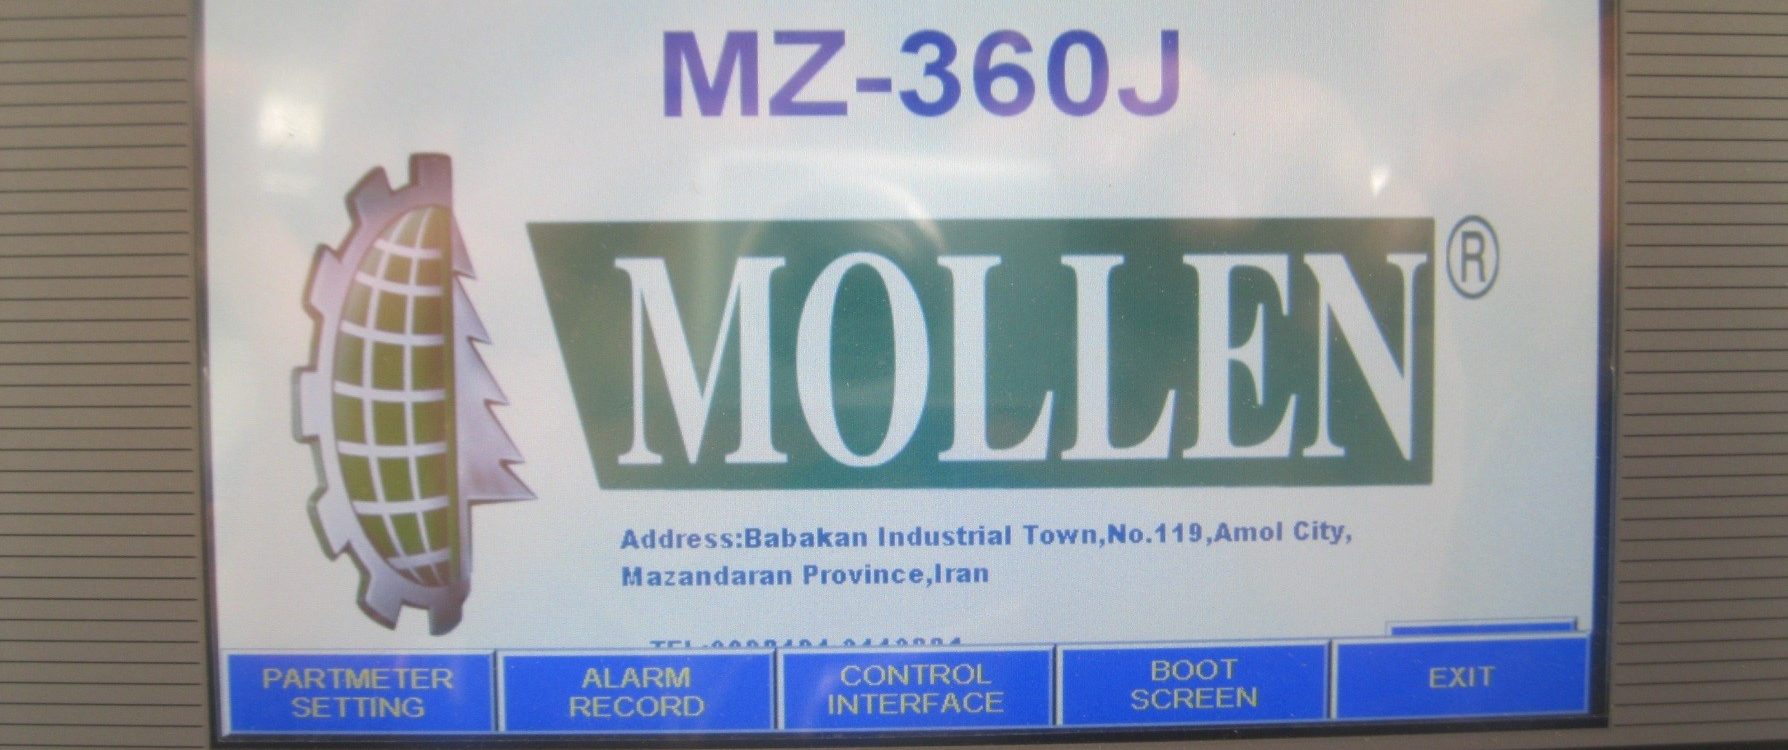 MZ-360J
MOLLEN®
Address:Babakan Industrial Town,No.119,Amol City,
Mazandaran Province,Iran
PARTMETER
SETTING
ALARM
RECORD
CONTROL
INTERFACE
BOOT
SCREEN
EXIT